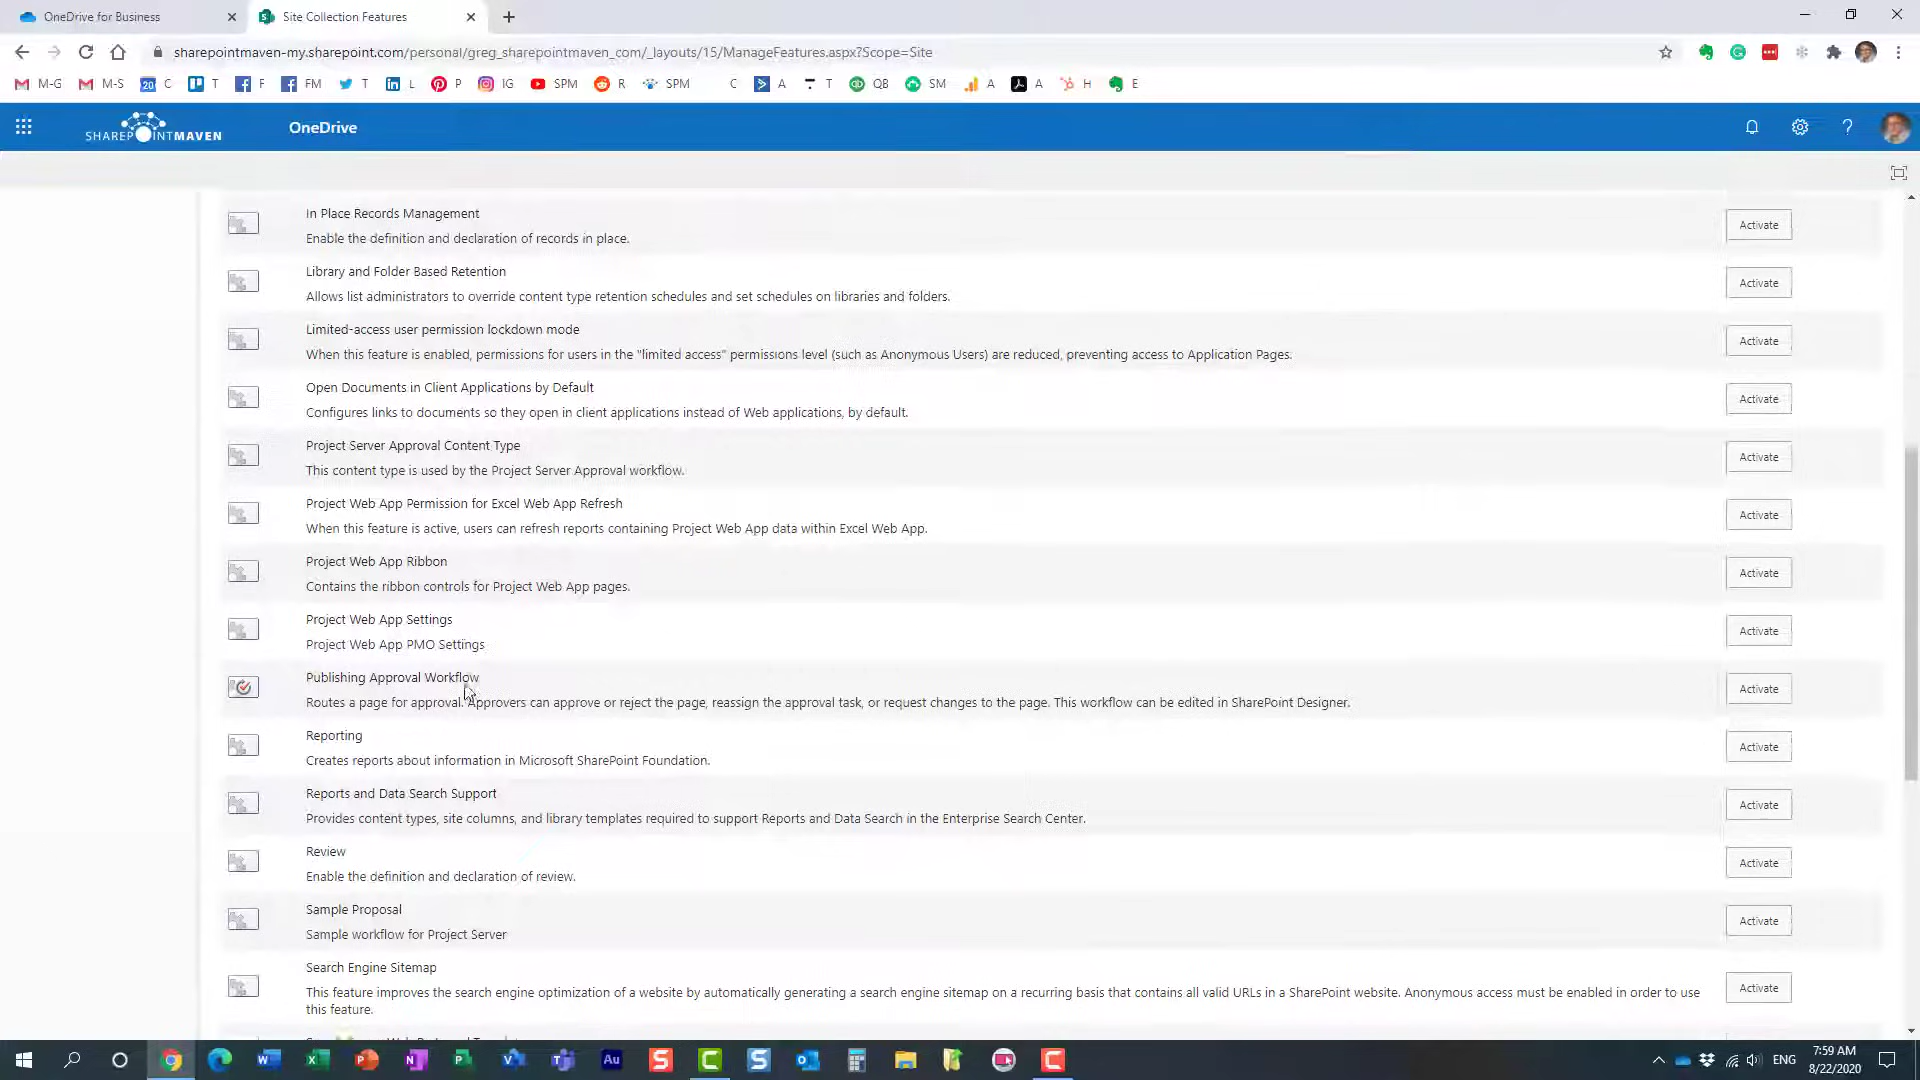 OneDrive for Business
Site Collection Features
sharepointmaven-my.sharepoint.com/personal/greg_sharepointmaven_com/_layouts/15/ManageFeatures.aspx?Scope=Site
M-G M-S C T F FM T L P IG SPM R SPM C A T QB SM A A H E
SHAREPOINTMAVEN
OneDrive
In Place Records Management
Enable the definition and declaration of records in place.
Activate
Library and Folder Based Retention
Allows list administrators to override content type retention schedules and set schedules on libraries and folders.
Activate
Limited-access user permission lockdown mode
When this feature is enabled, permissions for users in the "limited access" permissions level (such as Anonymous Users) are reduced, preventing access to Application Pages.
Activate
Open Documents in Client Applications by Default
Configures links to documents so they open in client applications instead of Web applications, by default.
Activate
Project Server Approval Content Type
This content type is used by the Project Server Approval workflow.
Activate
Project Web App Permission for Excel Web App Refresh
When this feature is active, users can refresh reports containing Project Web App data within Excel Web App.
Activate
Project Web App Ribbon
Contains the ribbon controls for Project Web App pages.
Activate
Project Web App Settings
Project Web App PMO Settings
Activate
Publishing Approval Workflow
Routes a page for approval. Approvers can approve or reject the page, reassign the approval task, or request changes to the page. This workflow can be edited in SharePoint Designer.
Activate
Reporting
Creates reports about information in Microsoft SharePoint Foundation.
Activate
Reports and Data Search Support
Provides content types, site columns, and library templates required to support Reports and Data Search in the Enterprise Search Center.
Activate
Review
Enable the definition and declaration of review.
Activate
Sample Proposal
Sample workflow for Project Server
Activate
Search Engine Sitemap
This feature improves the search engine optimization of a website by automatically generating a search engine sitemap on a recurring basis that contains all valid URLs in a SharePoint website. Anonymous access must be enabled in order to use
this feature.
Activate
ENG
7:59 AM
8/22/2020